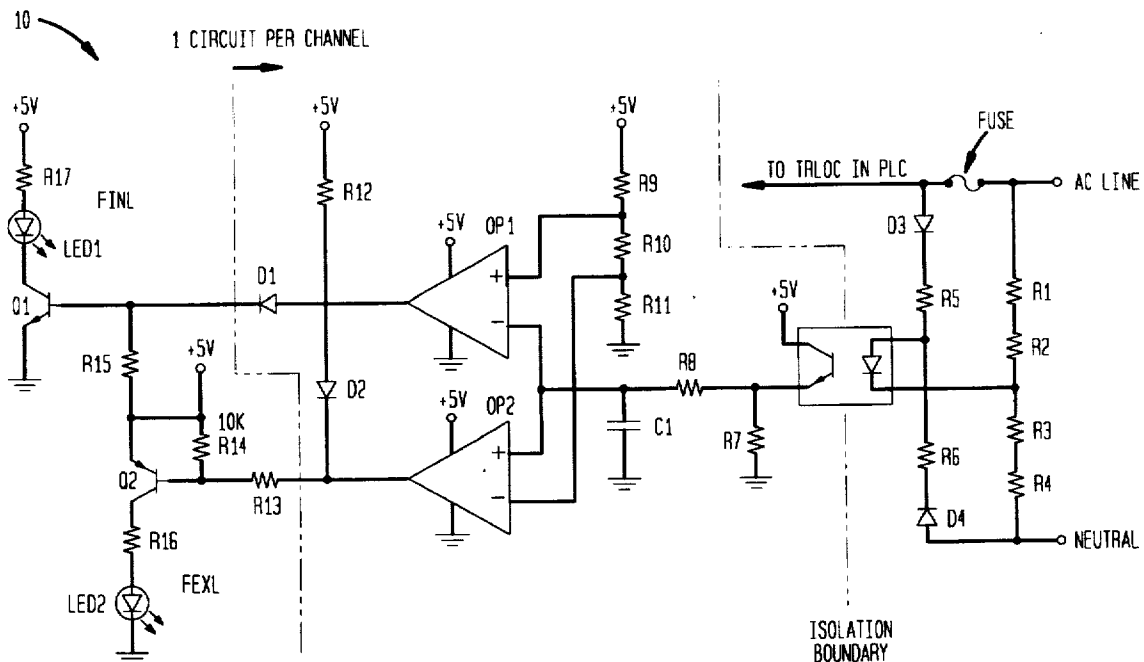 10
1 CIRCUIT PER CHANNEL
+5V
+5V
+5V
FUSE
TO TRLOC IN PLC
AC LINE
R17
FINL
R12
R9
OP1
D3
LED1
+5V
+
R10
D1
+5V
R5
R1
Q1
-
R11
R2
R15
+5V
D2
R8
+5V
OP2
10K
R14
C1
R7
R3
+
R6
R4
Q2
R13
-
D4
R16
NEUTRAL
FEXL
LED2
ISOLATION
BOUNDARY